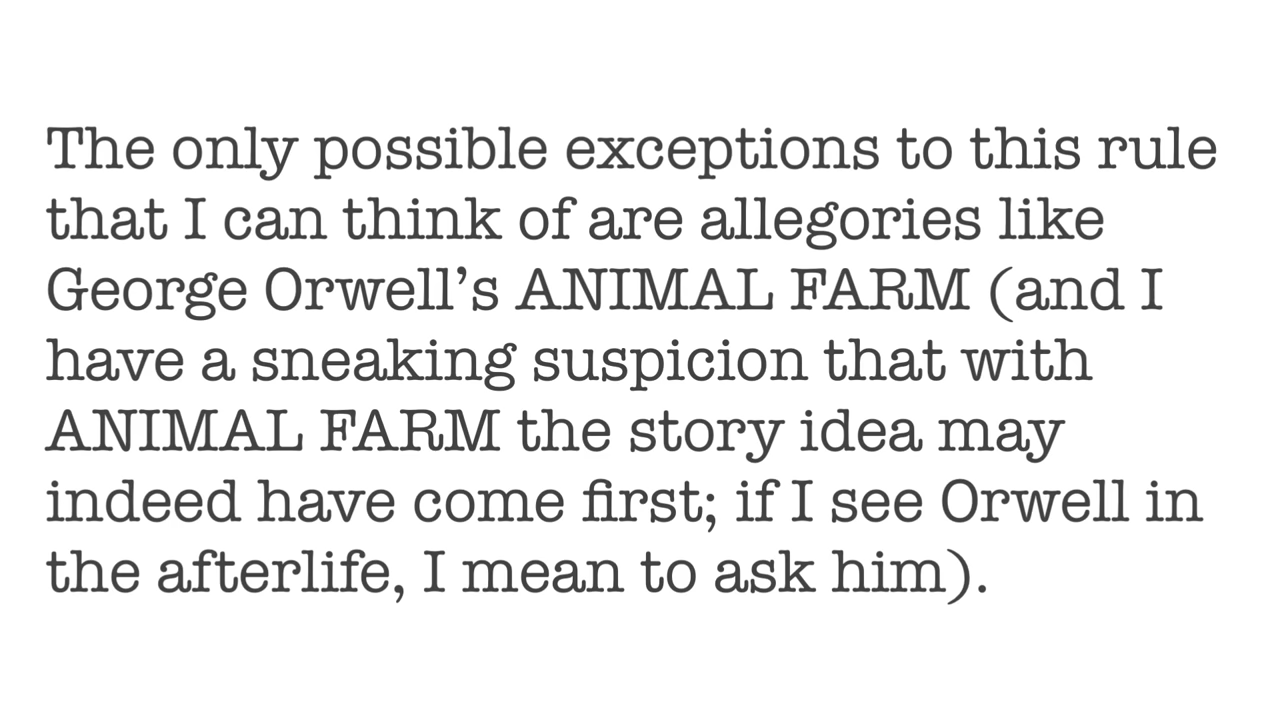 The only possible exceptions to this rule
that I can think of are allegories like
George Orwell’s ANIMAL FARM (and I
have a sneaking suspicion that with
ANIMAL FARM the story idea may
indeed have come first; if I see Orwell in
the afterlife, I mean to ask him).